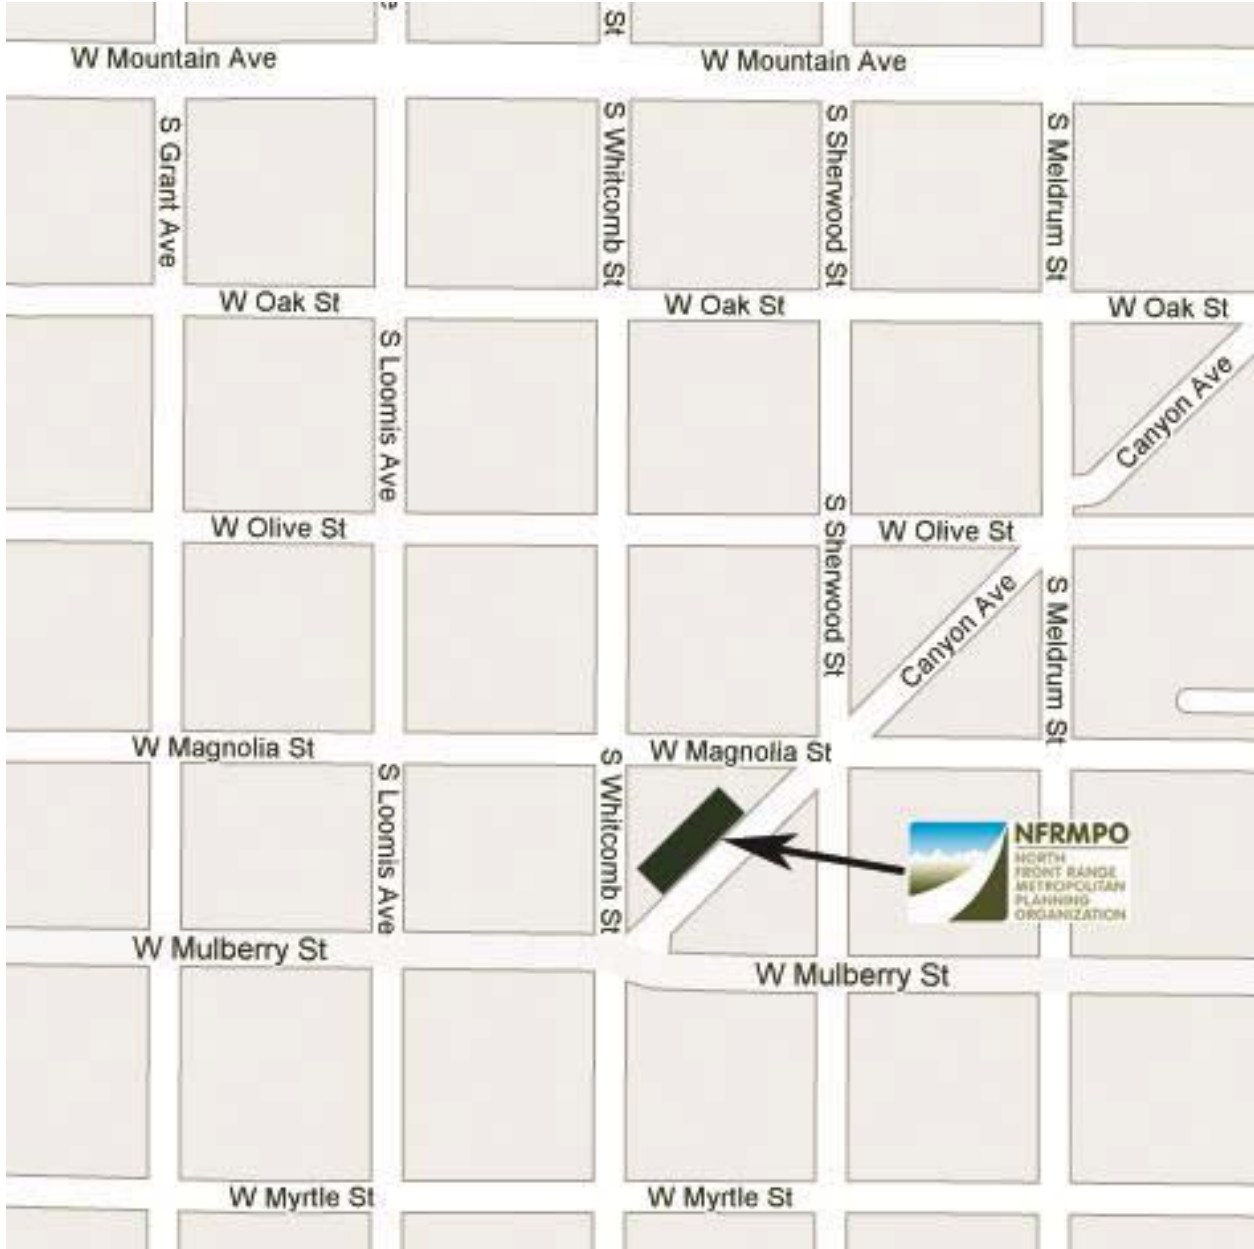 St
W Mountain Ave
W Mountain Ave
S Grant Ave
S Whitcomb St
S Sherwood St
S Meldrum St
W Oak St
W Oak St
W Oak St
S Loomis Ave
Canyon Ave
S Sherwood St
W Olive St
W Olive St
Canyon Ave
S Meldrum St
W Magnolia St
W Magnolia St
S Loomis Ave
S Whitcomb St
NFRMPO
NORTH
FRONT RANGE
METROPOLITAN
PLANNING
ORGANIZATION
W Mulberry St
W Mulberry St
W Myrtle St
W Myrtle St